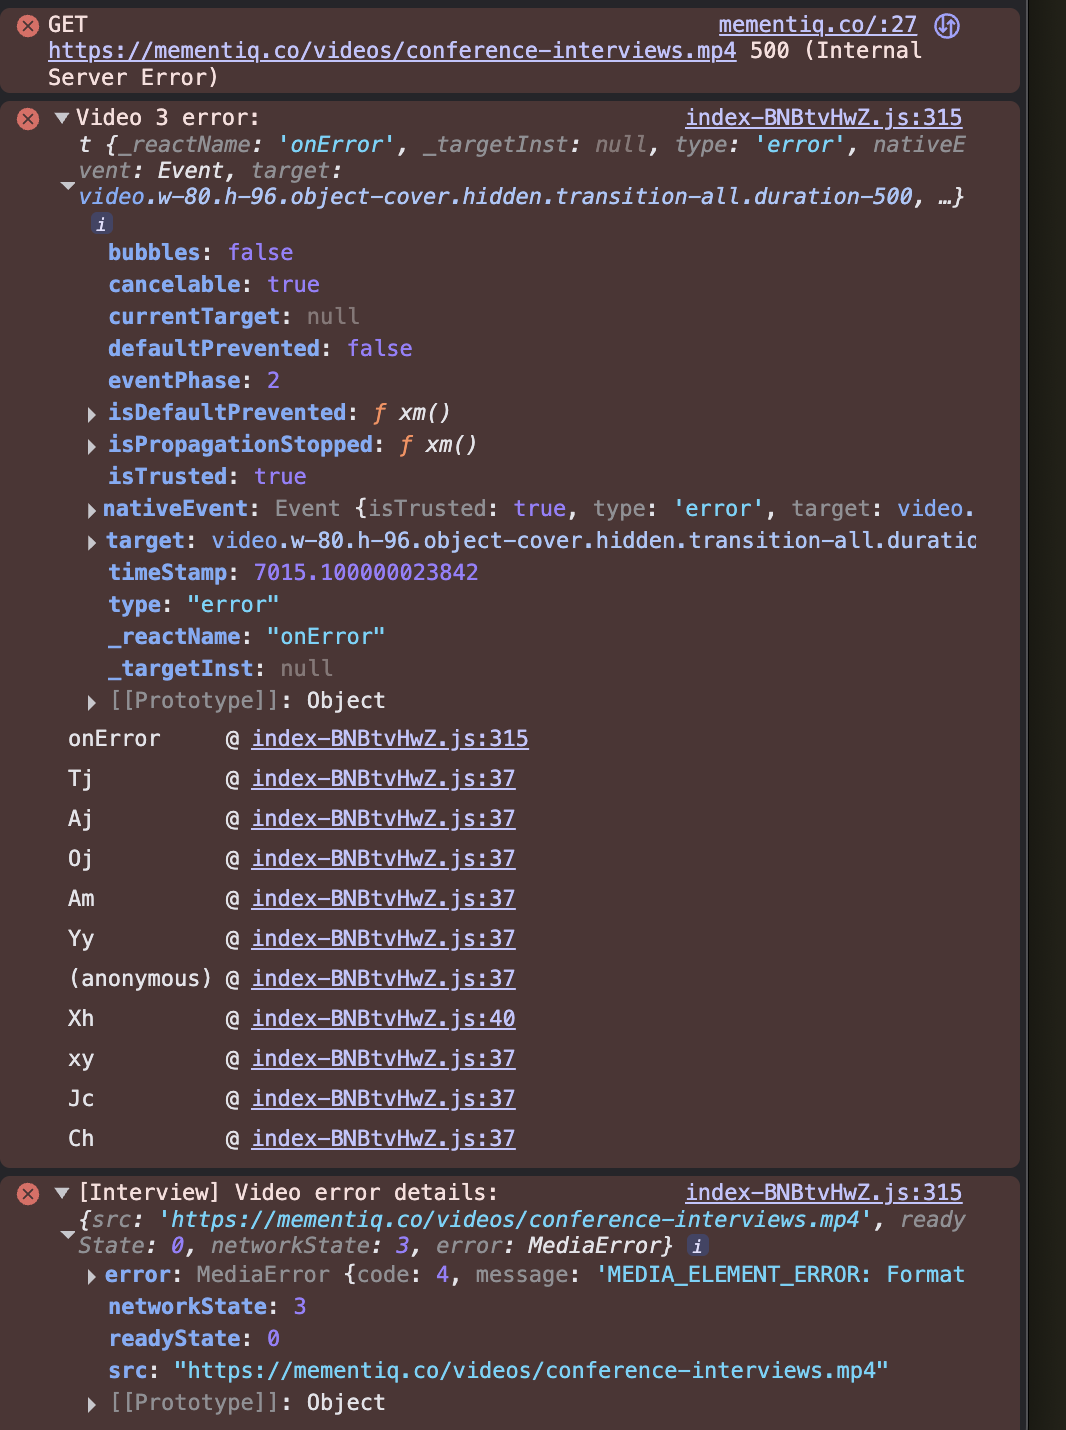 GET mementiq.co/:27
https://mementiq.co/videos/conference-interviews.mp4 500 (Internal
Server Error)
Video 3 error: index-BNBtvHwZ.js:315
t {_reactName: 'onError', _targetInst: null, type: 'error', nativeE
vent: Event, target:
video.w-80.h-96.object-cover.hidden.transition-all.duration-500, …}
i
bubbles: false
cancelable: true
currentTarget: null
defaultPrevented: false
eventPhase: 2
isDefaultPrevented: ƒ xm()
isPropagationStopped: ƒ xm()
isTrusted: true
nativeEvent: Event {isTrusted: true, type: 'error', target: video.
target: video.w-80.h-96.object-cover.hidden.transition-all.duratio
timeStamp: 7015.100000023842
type: "error"
_reactName: "onError"
_targetInst: null
[[Prototype]]: Object
onError @ index-BNBtvHwZ.js:315
Tj @ index-BNBtvHwZ.js:37
Aj @ index-BNBtvHwZ.js:37
Oj @ index-BNBtvHwZ.js:37
Am @ index-BNBtvHwZ.js:37
Yy @ index-BNBtvHwZ.js:37
(anonymous) @ index-BNBtvHwZ.js:37
Xh @ index-BNBtvHwZ.js:40
xy @ index-BNBtvHwZ.js:37
Jc @ index-BNBtvHwZ.js:37
Ch @ index-BNBtvHwZ.js:37
[Interview] Video error details: index-BNBtvHwZ.js:315
{src: 'https://mementiq.co/videos/conference-interviews.mp4', ready
State: 0, networkState: 3, error: MediaError} i
error: MediaError {code: 4, message: 'MEDIA_ELEMENT_ERROR: Format
networkState: 3
readyState: 0
src: "https://mementiq.co/videos/conference-interviews.mp4"
[[Prototype]]: Object